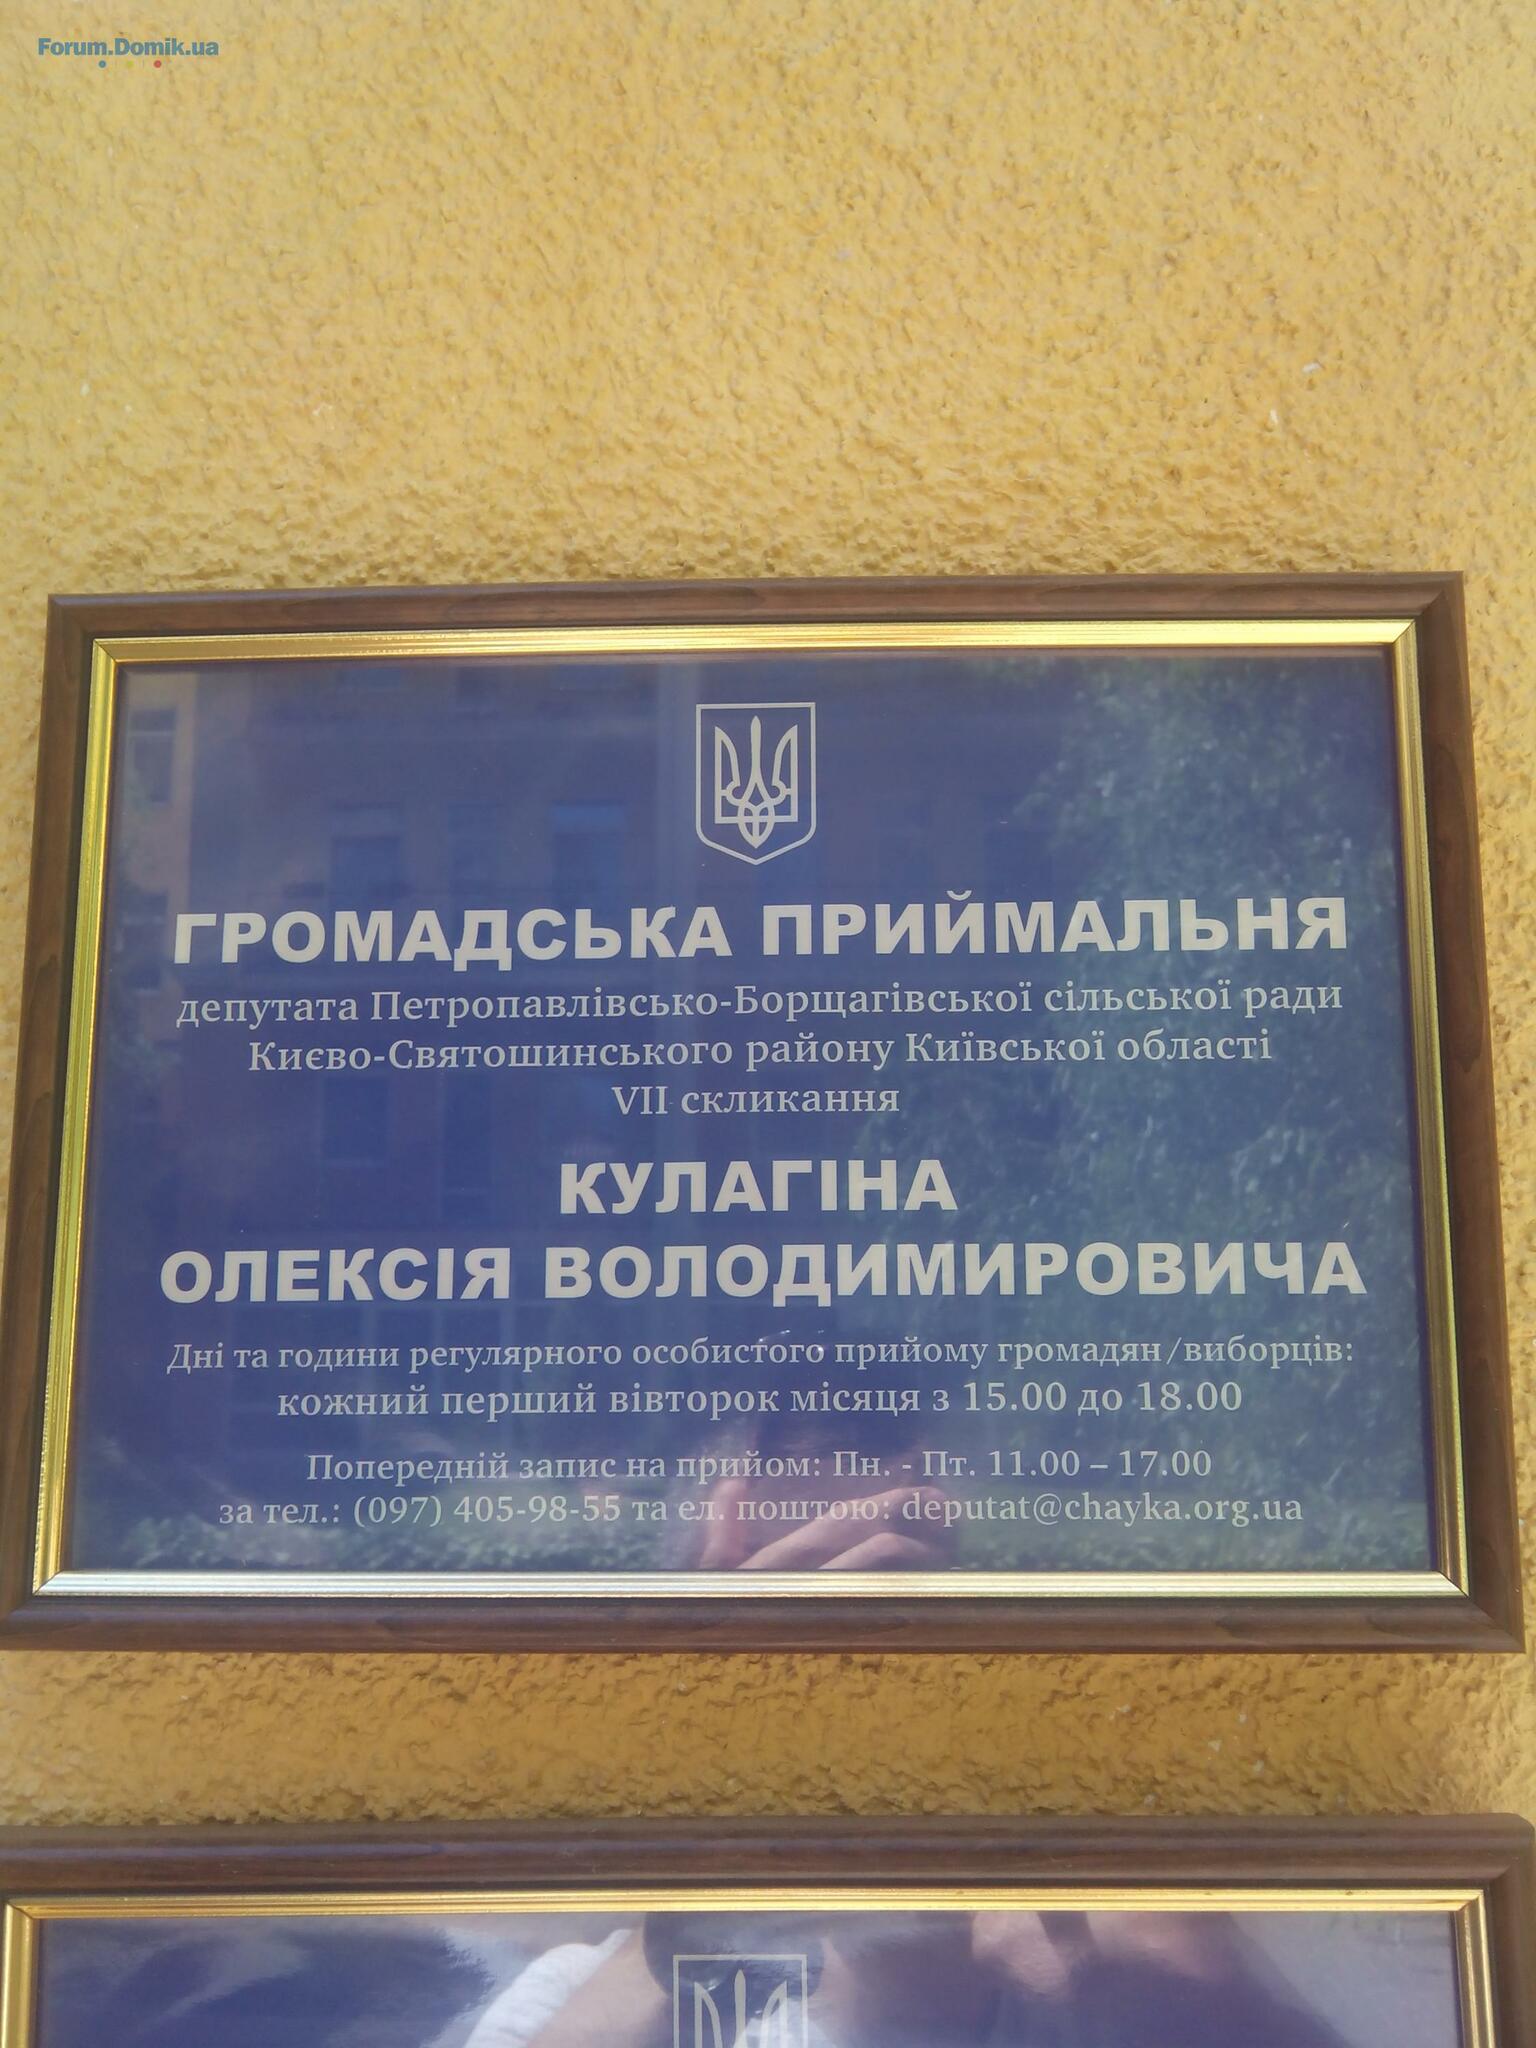 Forum.Domik.ua
ГРОМАДСЬКА ПРИЙМАЛЬНЯ
депутата Петропавлівсько-Борщагівської сільської ради
Києво-Святошинського району Київської області
VII скликання
КУЛАГІНА
ОЛЕКСІЯ ВОЛОДИМИРОВИЧА
Дні та години регулярного особистого прийому громадян/виборців:
кожний перший вівторок місяця з 15.00 до 18.00
Попередній запис на прийом: Пн. - Пт. 11.00 – 17.00
за тел.: (097) 405-98-55 та ел. поштою: deputat@chayka.org.ua